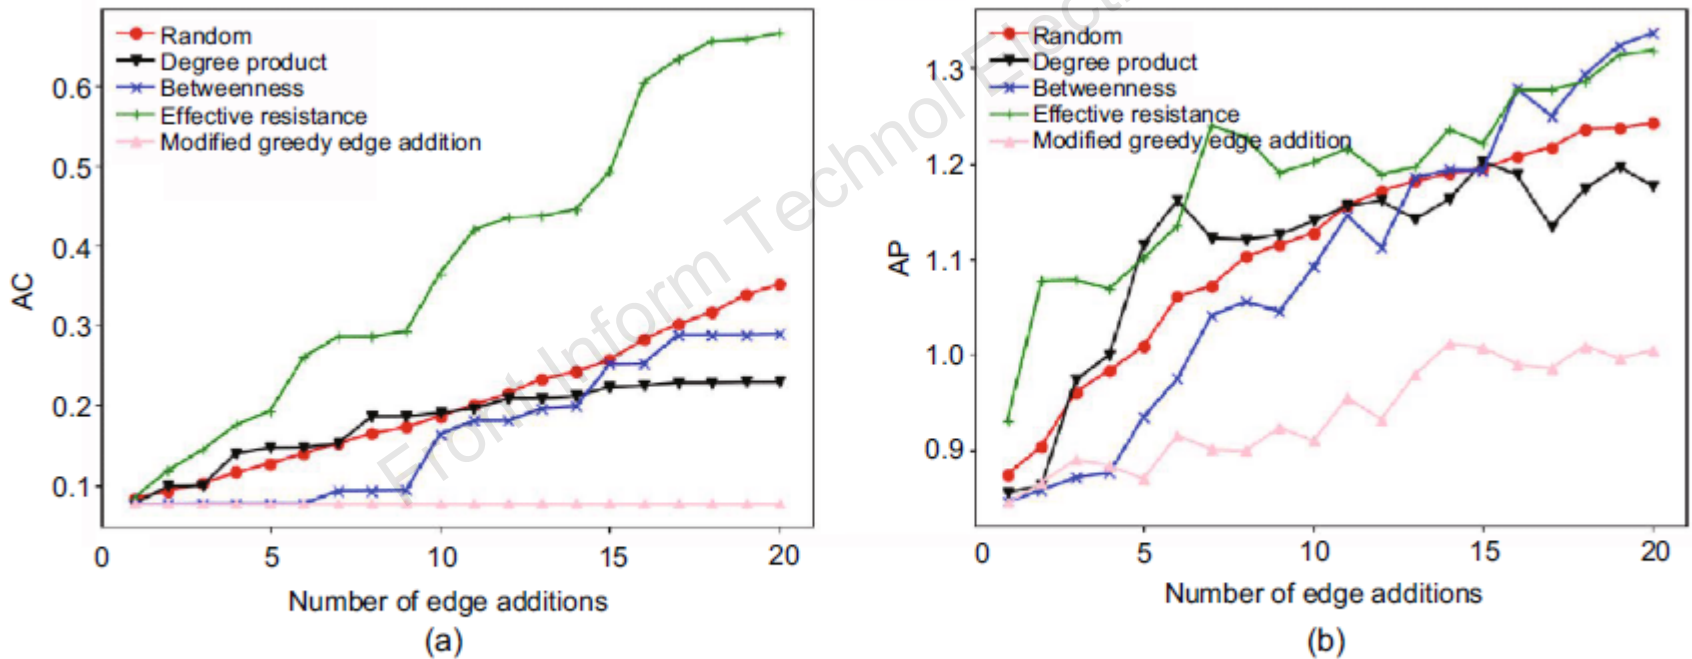 Random
Degree product
Betweenness
Effective resistance
Modified greedy edge addition
0.6
0.5
0.4
0.3
0.2
0.1
AC
0
5
10
15
20
Number of edge additions
(a)
Random
Degree product
Betweenness
Effective resistance
Modified greedy edge addition
1.3
1.2
1.1
1.0
0.9
AP
0
5
10
15
20
Number of edge additions
(b)
Front Inform Technol